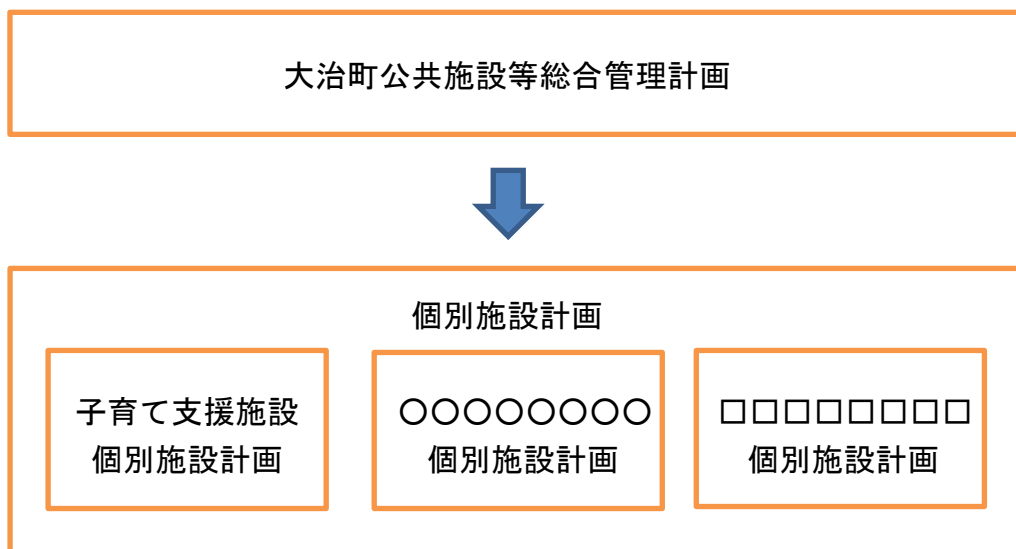 大治町公共施設等総合管理計画
個別施設計画
子育て支援施設
個別施設計画
〇〇〇〇〇〇〇〇
個別施設計画
□□□□□□□□
個別施設計画